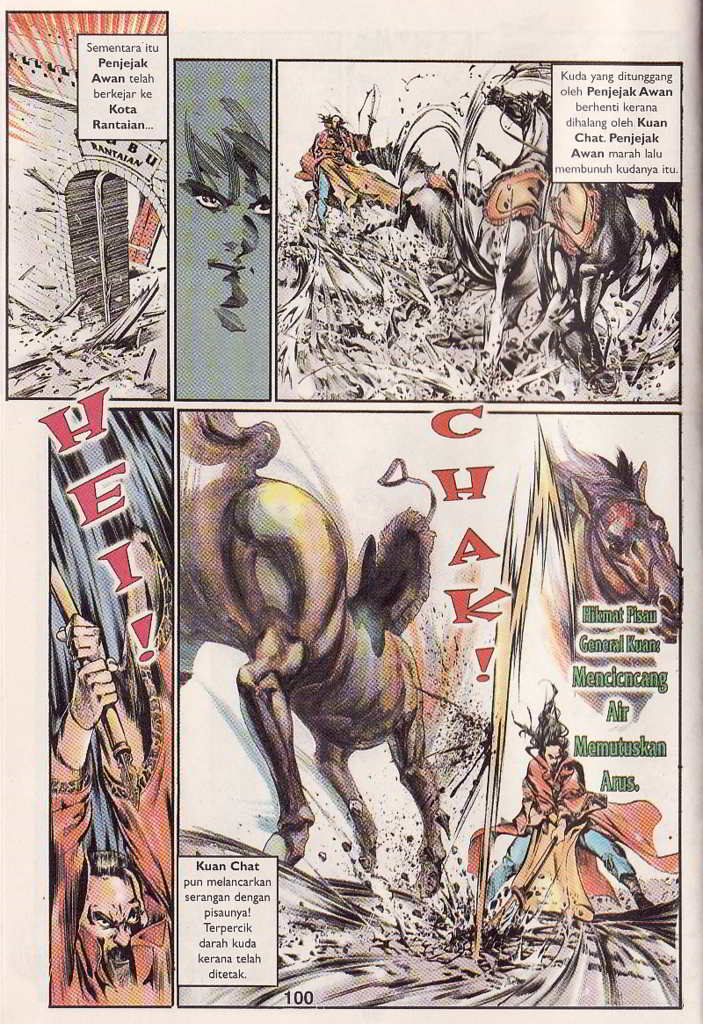 Sementara itu
Penjejak
Awan telah
berkejar ke
Kota
Rantaian...
BU
RANTAIAN
Kuda yang ditunggang
oleh Penjejak Awan
berhenti kerana
dihalang oleh Kuan
Chat. Penjejak
Awan marah lalu
membunuh kudanya itu.
HEI!
CHAK!
Hikmat Pisau
General Kuan:
Mencicncang
Air
Memutuskan
Arus.
Kuan Chat
pun melancarkan
serangan dengan
pisaunya!
Terpercik
darah kuda
kerana telah
ditetak.
100